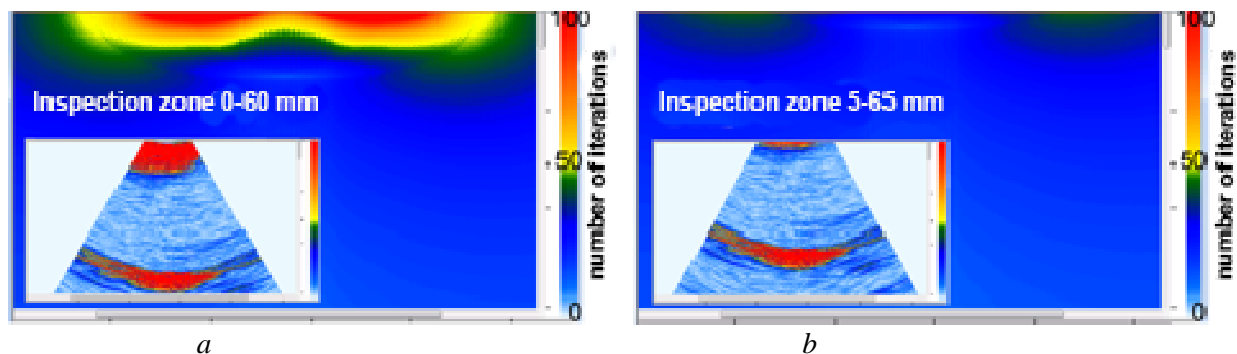 100
Inspection zone 0-60 mm
50
number of iterations
0
a
100
Inspection zone 5-65 mm
50
number of iterations
0
b